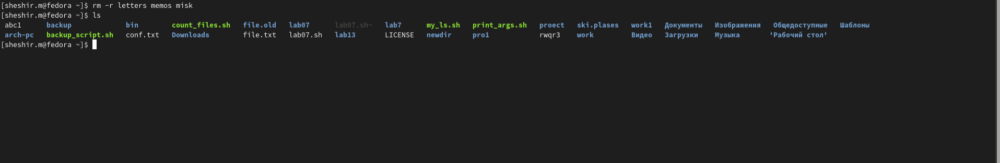 [sheshir.m@fedora ~]$ rm -r letters memos misk
[sheshir.m@fedora ~]$ ls
abc1 backup bin count_files.sh file.old lab07 lab07.sh~ lab7 my_ls.sh print_args.sh proect ski.plases work1 Документы Изображения Общедоступные Шаблоны
arch-pc backup_script.sh conf.txt Downloads file.txt lab07.sh lab13 LICENSE newdir pro1 rwqr3 work Видео Загрузки Музыка 'Рабочий стол'
[sheshir.m@fedora ~]$